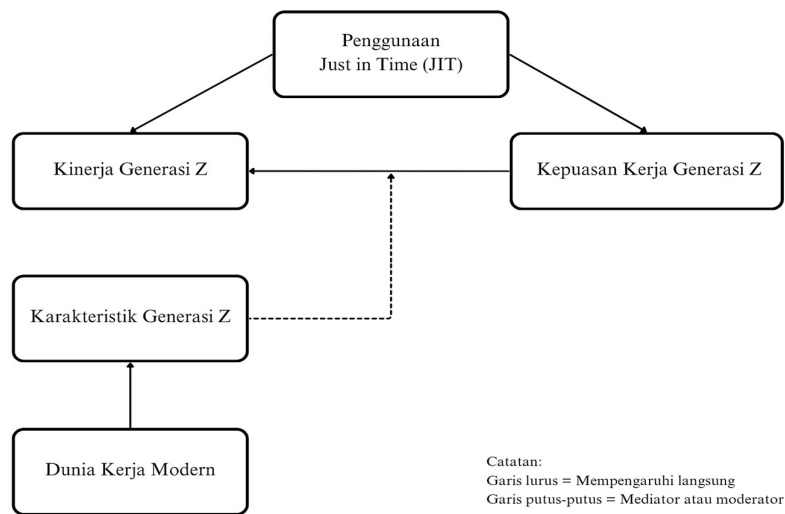 Penggunaan
Just in Time (JIT)
Kinerja Generasi Z
Kepuasan Kerja Generasi Z
Karakteristik Generasi Z
Dunia Kerja Modern
Catatan:
Garis lurus = Mempengaruhi langsung
Garis putus-putus = Mediator atau moderator